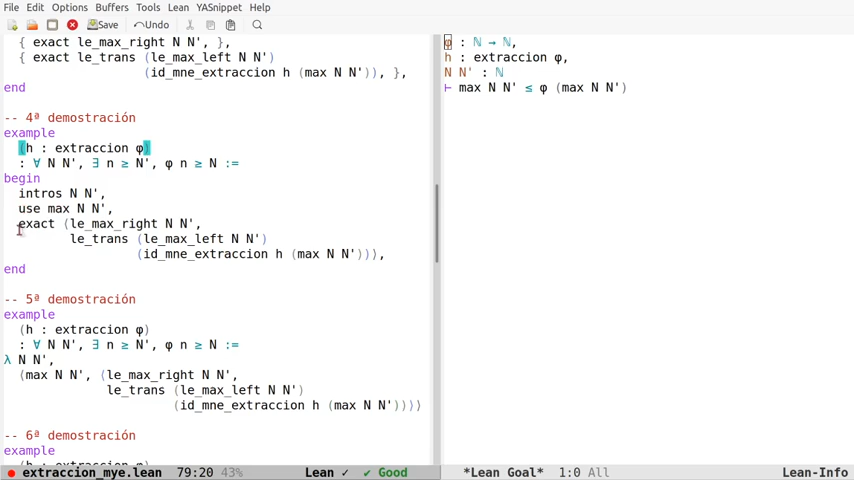 File Edit Options Buffers Tools Lean YASnippet Help
Save Undo
{ exact le_max_right N N', },
{ exact le_trans (le_max_left N N')
(id_mne_extraccion h (max N N')), },
end
-- 4ª demostración
example
(h : extraccion φ)
: ∀ N N', ∃ n ≥ N', φ n ≥ N :=
begin
intros N N',
use max N N',
exact ⟨le_max_right N N',
le_trans (le_max_left N N')
(id_mne_extraccion h (max N N'))⟩,
end
-- 5ª demostración
example
(h : extraccion φ)
: ∀ N N', ∃ n ≥ N', φ n ≥ N :=
λ N N',
⟨max N N', ⟨le_max_right N N',
le_trans (le_max_left N N')
(id_mne_extraccion h (max N N'))⟩⟩
-- 6ª demostración
example
(h : extraccion φ)
extraccion_mye.lean 79:20 43% Lean ✓ ✔ Good
φ : ℕ → ℕ,
h : extraccion φ,
N N' : ℕ
⊢ max N N' ≤ φ (max N N')
*Lean Goal* 1:0 All Lean-Info